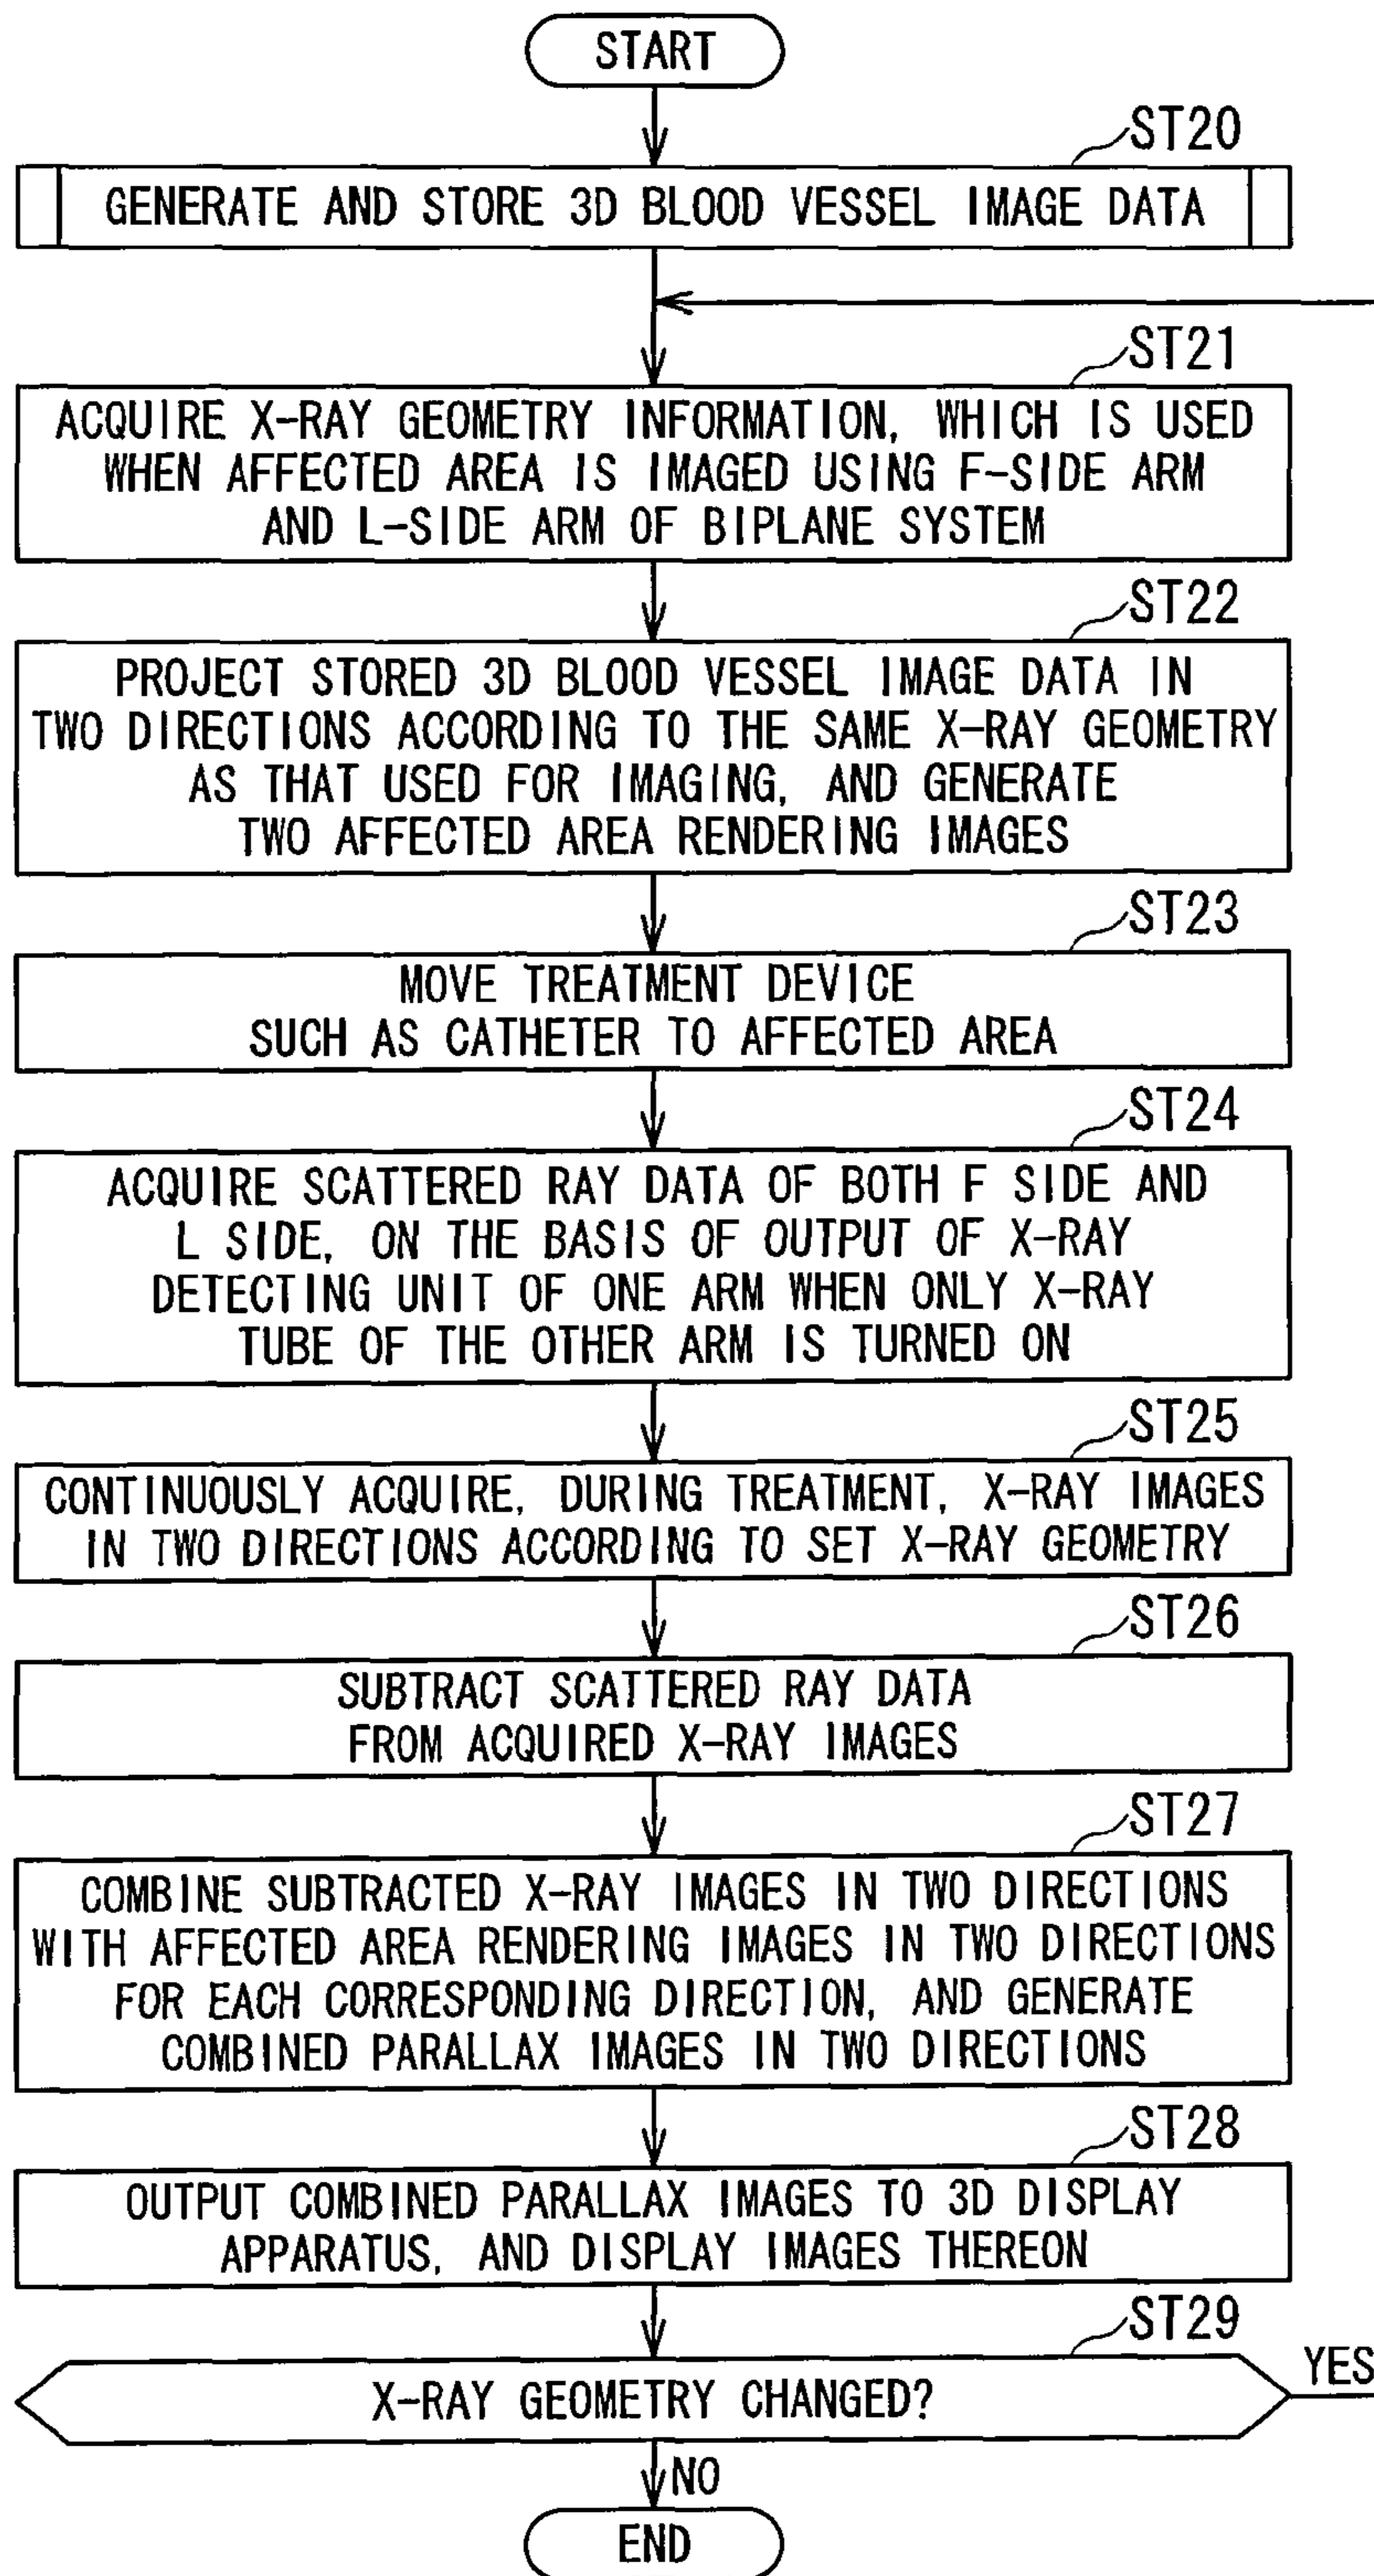 START
ST20
GENERATE AND STORE 3D BLOOD VESSEL IMAGE DATA
ST21
ACQUIRE X-RAY GEOMETRY INFORMATION, WHICH IS USED
WHEN AFFECTED AREA IS IMAGED USING F-SIDE ARM
AND L-SIDE ARM OF BIPLANE SYSTEM
ST22
PROJECT STORED 3D BLOOD VESSEL IMAGE DATA IN
TWO DIRECTIONS ACCORDING TO THE SAME X-RAY GEOMETRY
AS THAT USED FOR IMAGING, AND GENERATE
TWO AFFECTED AREA RENDERING IMAGES
ST23
MOVE TREATMENT DEVICE
SUCH AS CATHETER TO AFFECTED AREA
ST24
ACQUIRE SCATTERED RAY DATA OF BOTH F SIDE AND
L SIDE, ON THE BASIS OF OUTPUT OF X-RAY
DETECTING UNIT OF ONE ARM WHEN ONLY X-RAY
TUBE OF THE OTHER ARM IS TURNED ON
ST25
CONTINUOUSLY ACQUIRE, DURING TREATMENT, X-RAY IMAGES
IN TWO DIRECTIONS ACCORDING TO SET X-RAY GEOMETRY
ST26
SUBTRACT SCATTERED RAY DATA
FROM ACQUIRED X-RAY IMAGES
ST27
COMBINE SUBTRACTED X-RAY IMAGES IN TWO DIRECTIONS
WITH AFFECTED AREA RENDERING IMAGES IN TWO DIRECTIONS
FOR EACH CORRESPONDING DIRECTION, AND GENERATE
COMBINED PARALLAX IMAGES IN TWO DIRECTIONS
ST28
OUTPUT COMBINED PARALLAX IMAGES TO 3D DISPLAY
APPARATUS, AND DISPLAY IMAGES THEREON
ST29
X-RAY GEOMETRY CHANGED?
YES
NO
END